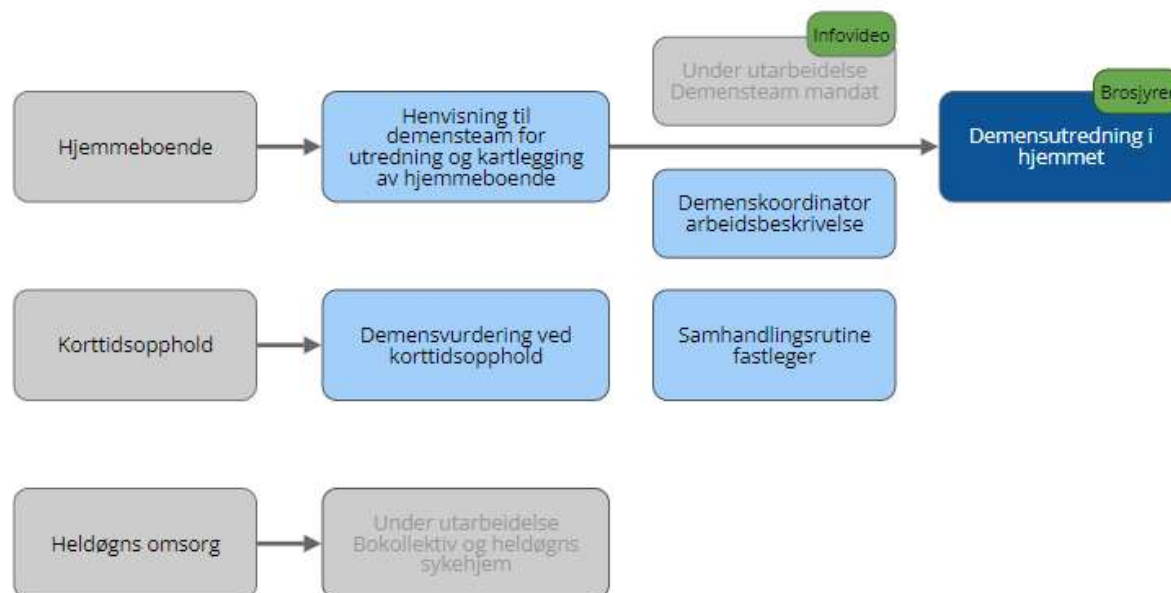 Infovideo
Under utarbeidelse
Demensteam mandat
Brosjyrer
Hjemmeboende
Henvisning til
demensteam for
utredning og kartlegging
av hjemmeboende
Demensutredning i
hjemmet
Demenskoordinator
arbeidsbeskrivelse
Korttidsopphold
Demensvurdering ved
korttidsopphold
Samhandlingsrutine
fastleger
Heldøgns omsorg
Under utarbeidelse
Bokollektiv og heldøgns
sykehjem